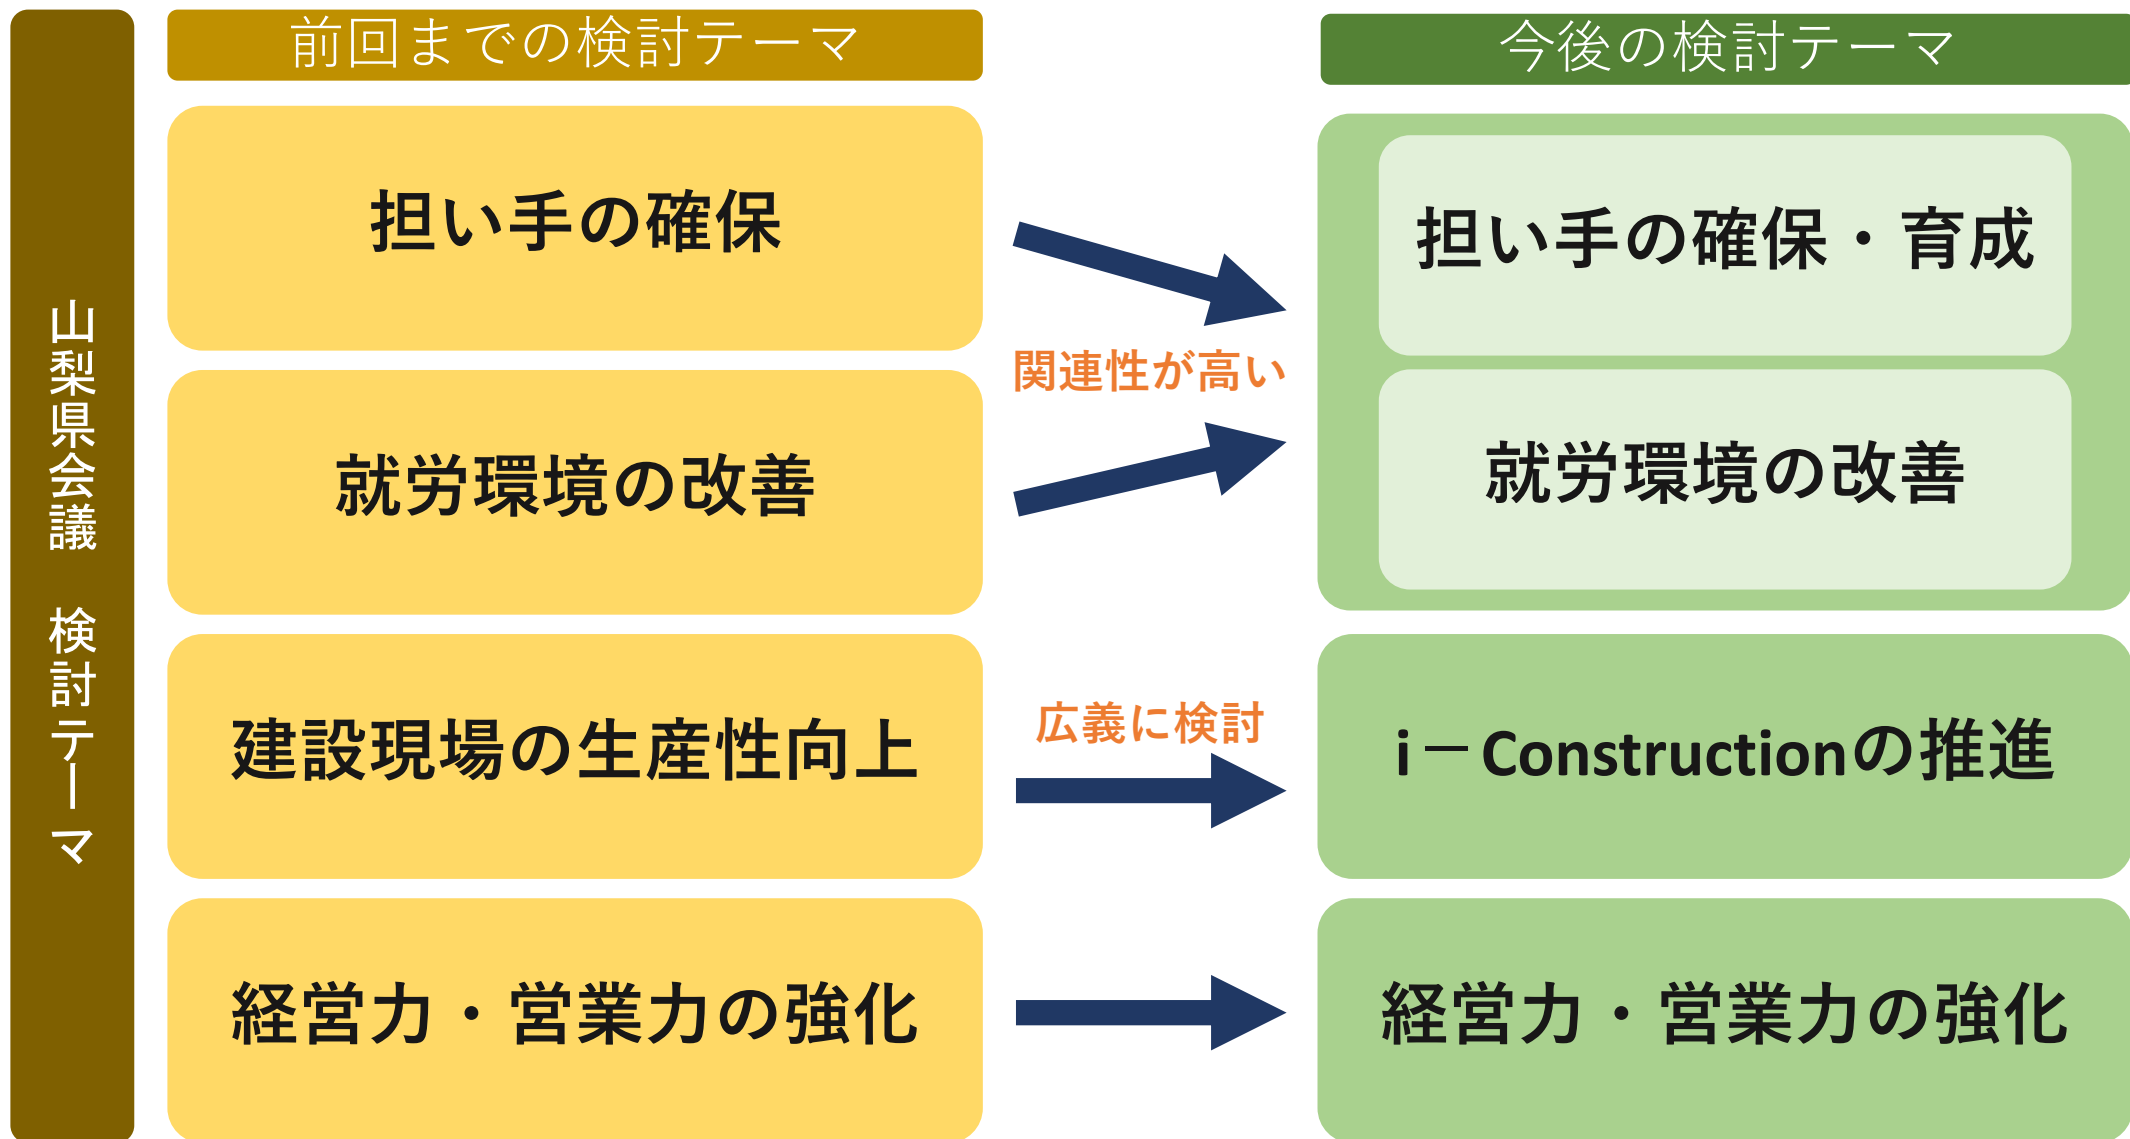 山梨県会議　検討テーマ
前回までの検討テーマ
担い手の確保
就労環境の改善
建設現場の生産性向上
経営力・営業力の強化
関連性が高い
広義に検討
今後の検討テーマ
担い手の確保・育成
就労環境の改善
i－Constructionの推進
経営力・営業力の強化